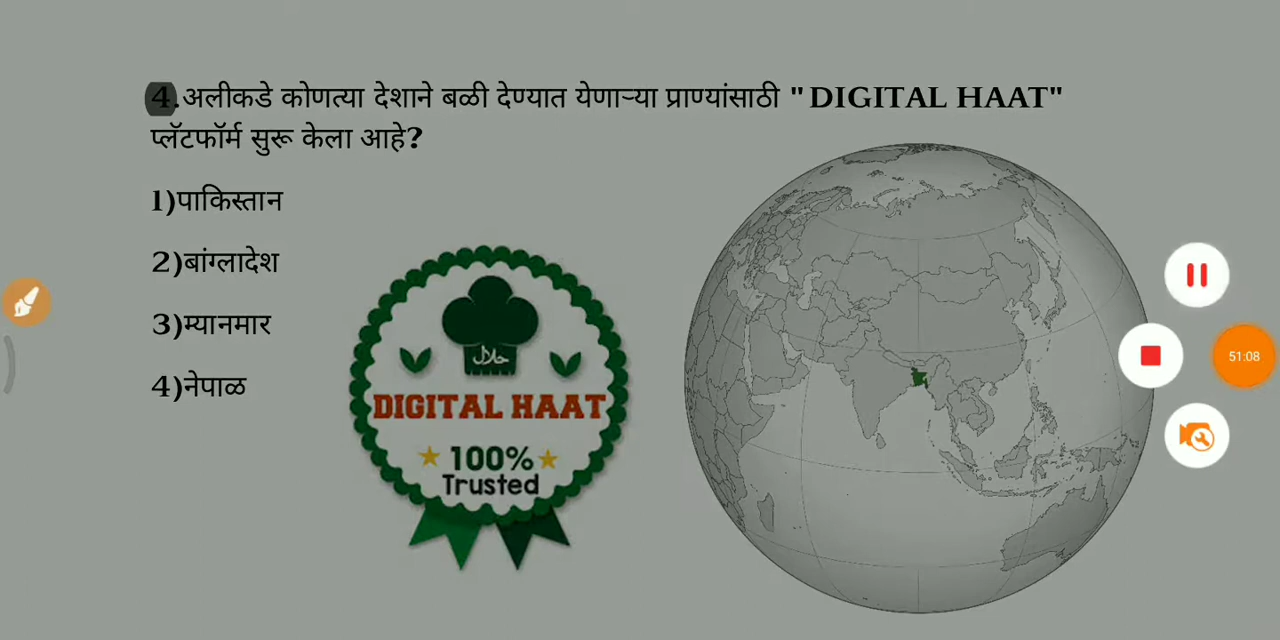 4.अलीकडे कोणत्या देशाने बळी देण्यात येणाऱ्या प्राण्यांसाठी "DIGITAL HAAT"
प्लॅटफॉर्म सुरू केला आहे?
1)पाकिस्तान
2)बांग्लादेश
3)म्यानमार
4)नेपाळ
حلال
DIGITAL HAAT
100%
Trusted
51:08